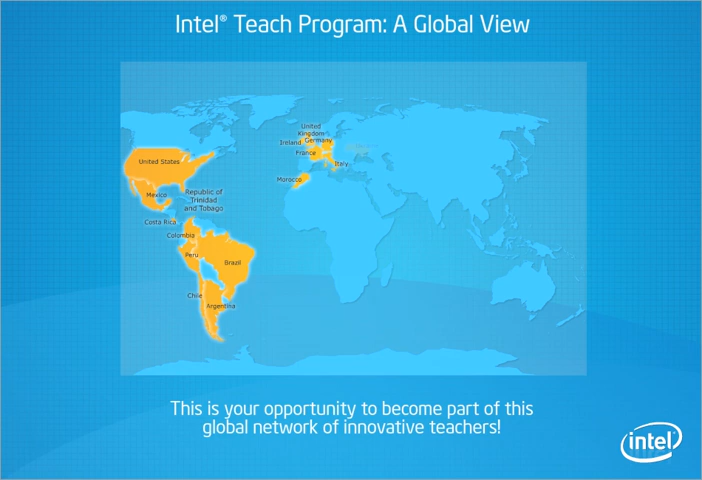 Intel® Teach Program: A Global View
United
Kingdom
Ireland
Germany
France
Italy
Morocco
United States
Mexico
Republic of
Trinidad
and Tobago
Costa Rica
Colombia
Peru
Brazil
Chile
Argentina
This is your opportunity to become part of this
global network of innovative teachers!
intel